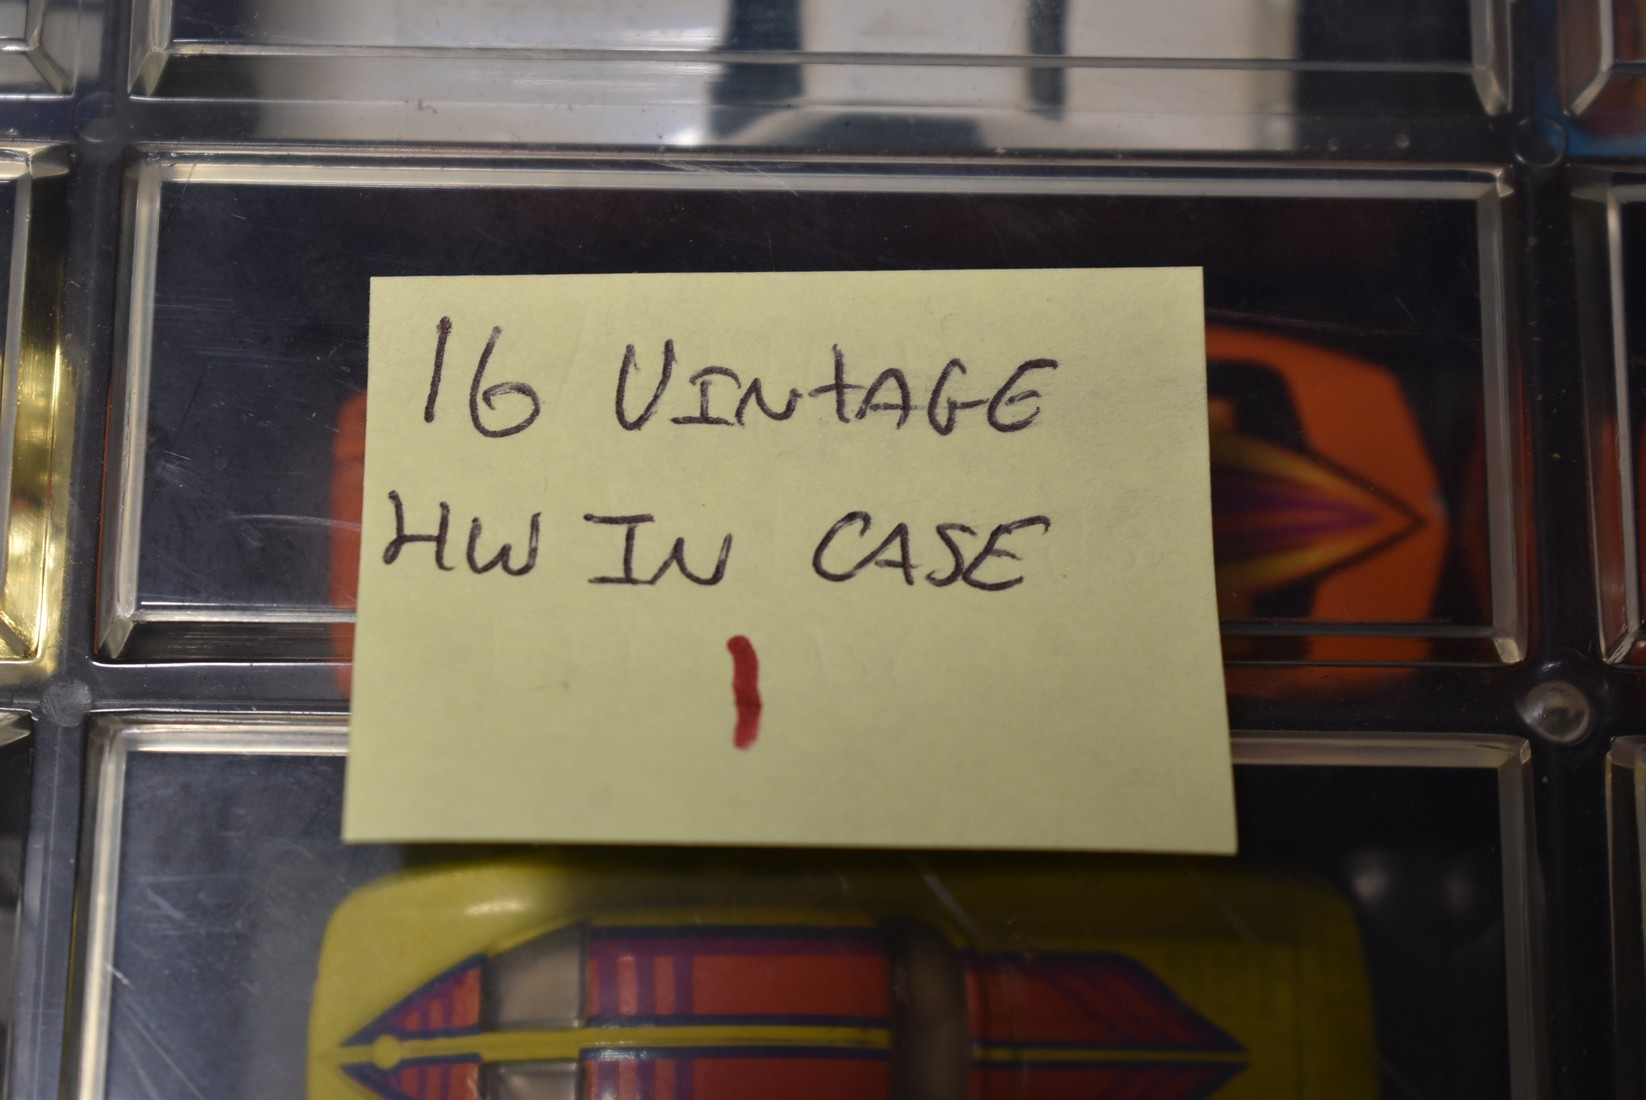 16 VINtAGE
HW IN CASE
1